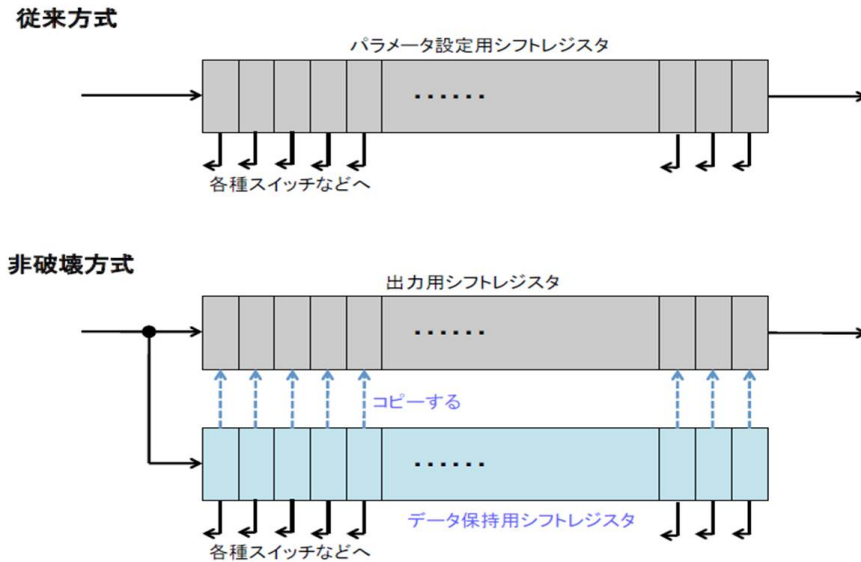 従来方式
パラメータ設定用シフトレジスタ
・・・・・・
各種スイッチなどへ
非破壊方式
出力用シフトレジスタ
・・・・・・
コピーする
・・・・・・
データ保持用シフトレジスタ
各種スイッチなどへ